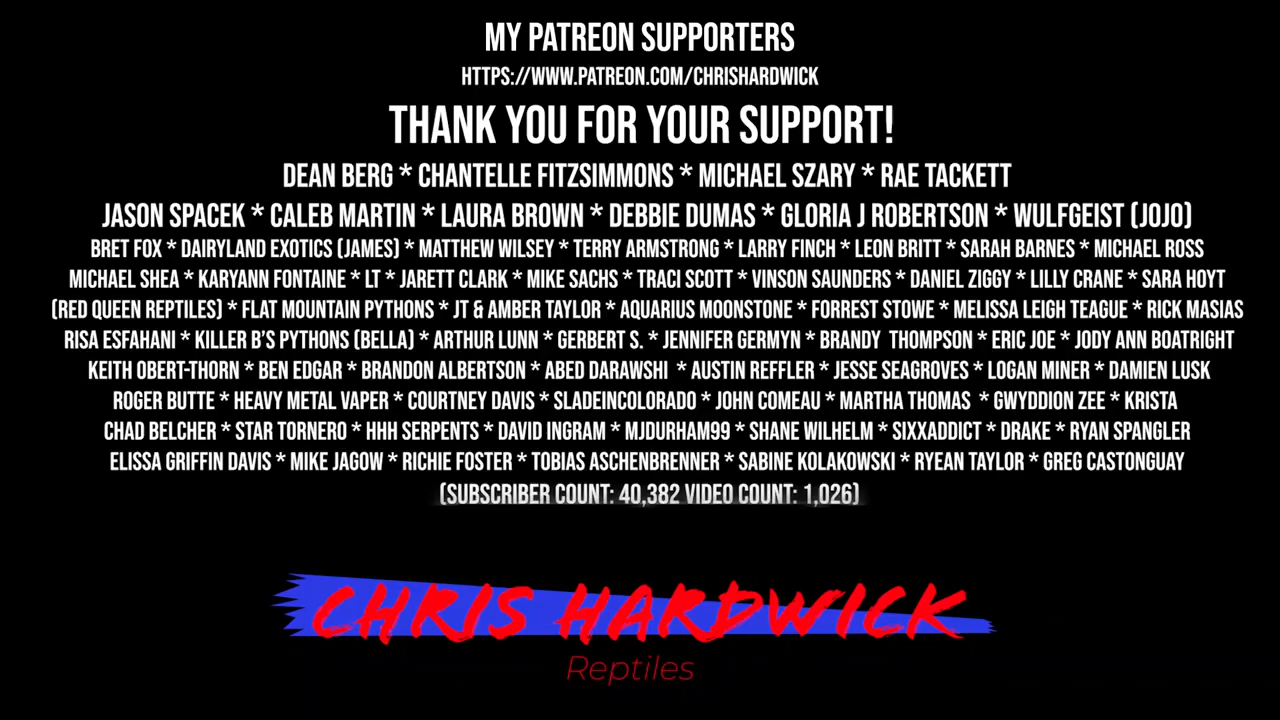 MY PATREON SUPPORTERS
HTTPS://WWW.PATREON.COM/CHRISHARDWICK
THANK YOU FOR YOUR SUPPORT!
DEAN BERG * CHANTELLE FITZSIMMONS * MICHAEL SZARY * RAE TACKETT
JASON SPACEK * CALEB MARTIN * LAURA BROWN * DEBBIE DUMAS * GLORIA J ROBERTSON * WULFGEIST (JOJO)
BRET FOX * DAIRYLAND EXOTICS (JAMES) * MATTHEW WILSEY * TERRY ARMSTRONG * LARRY FINCH * LEON BRITT * SARAH BARNES * MICHAEL ROSS
MICHAEL SHEA * KARYANN FONTAINE * LT * JARETT CLARK * MIKE SACHS * TRACI SCOTT * VINSON SAUNDERS * DANIEL ZIGGY * LILLY CRANE * SARA HOYT
(RED QUEEN REPTILES) * FLAT MOUNTAIN PYTHONS * JT & AMBER TAYLOR * AQUARIUS MOONSTONE * FORREST STOWE * MELISSA LEIGH TEAGUE * RICK MASIAS
RISA ESFAHANI * KILLER B'S PYTHONS (BELLA) * ARTHUR LUNN * GERBERT S. * JENNIFER GERMYN * BRANDY THOMPSON * ERIC JOE * JODY ANN BOATRIGHT
KEITH OBERT-THORN * BEN EDGAR * BRANDON ALBERTSON * ABED DARAWSHI * AUSTIN REFFLER * JESSE SEAGROVES * LOGAN MINER * DAMIEN LUSK
ROGER BUTTE * HEAVY METAL VAPER * COURTNEY DAVIS * SLADEINCOLORADO * JOHN COMEAU * MARTHA THOMAS * GWYDDION ZEE * KRISTA
CHAD BELCHER * STAR TORNERO * HHH SERPENTS * DAVID INGRAM * MJDURHAM99 * SHANE WILHELM * SIXXADDICT * DRAKE * RYAN SPANGLER
ELISSA GRIFFIN DAVIS * MIKE JAGOW * RICHIE FOSTER * TOBIAS ASCHENBRENNER * SABINE KOLAKOWSKI * RYEAN TAYLOR * GREG CASTONGUAY
(SUBSCRIBER COUNT: 40,382 VIDEO COUNT: 1,026)
CHRIS HARDWICK
Reptiles